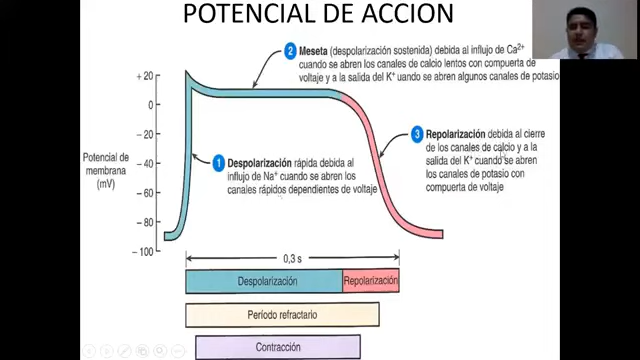 POTENCIAL DE ACCION
2 Meseta (despolarización sostenida) debida al influjo de Ca2+
cuando se abren los canales de calcio lentos con compuerta de
voltaje y a la salida del K+ uando se abren algunos canales de potasio
+ 20
0
− 20
− 40
− 60
− 80
− 100
Potencial de
membrana
(mV)
1 Despolarización rápida debida al
influjo de Na+ cuando se abren los
canales rápidos dependientes de voltaje
3 Repolarización debida al cierre
de los canales de calcio y a la
salida del K+ cuando se abren
los canales de potasio con
compuerta de voltaje
0,3 s
Despolarización
Repolarización
Período refractario
Contracción